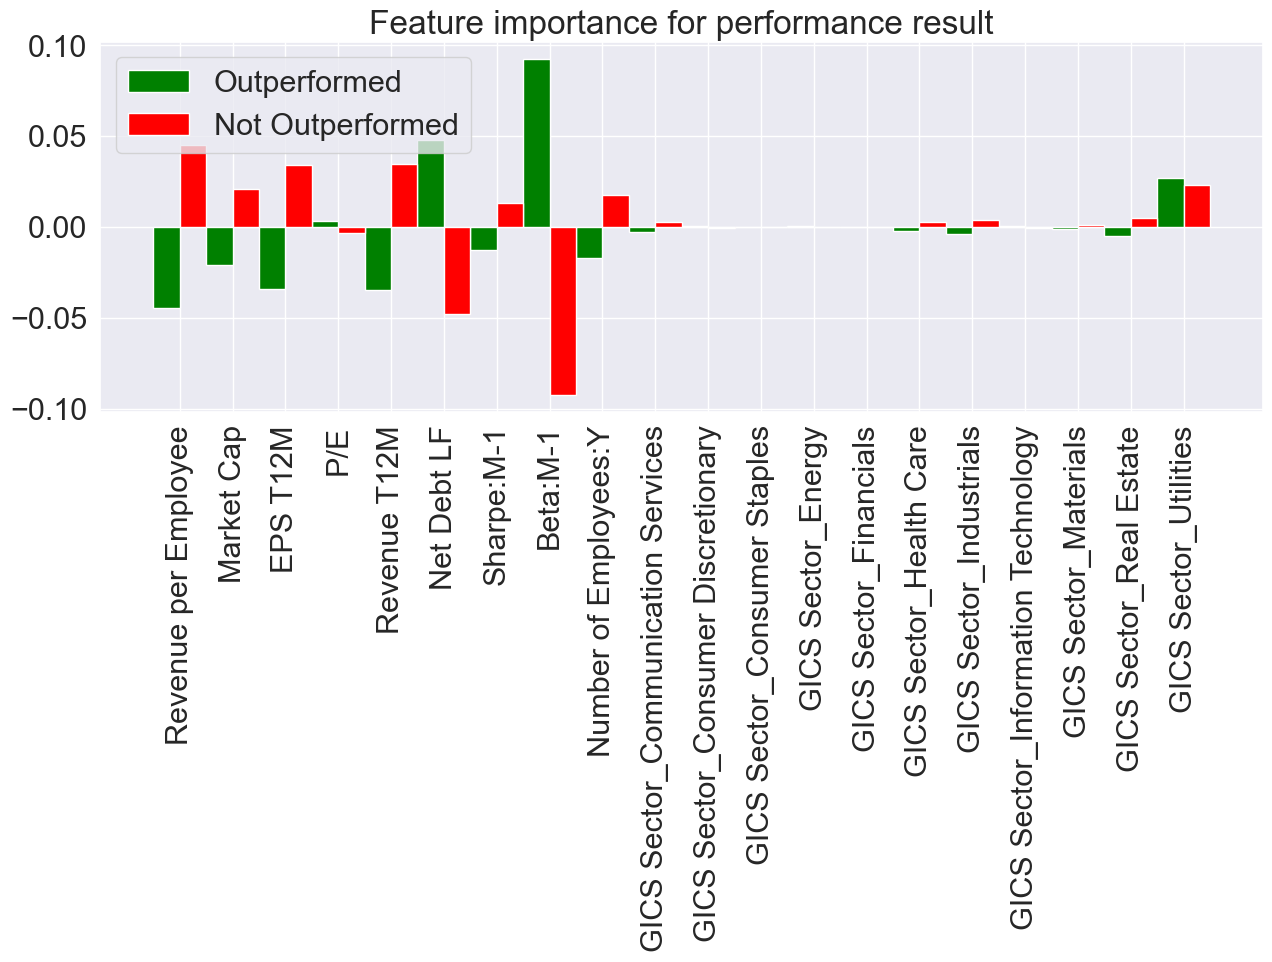 Feature importance for performance result
0.10
0.05
0.00
−0.05
−0.10
Outperformed
Not Outperformed
Revenue per Employee
Market Cap
EPS T12M
P/E
Revenue T12M
Net Debt LF
Sharpe:M-1
Beta:M-1
Number of Employees:Y
GICS Sector_Communication Services
GICS Sector_Consumer Discretionary
GICS Sector_Consumer Staples
GICS Sector_Energy
GICS Sector_Financials
GICS Sector_Health Care
GICS Sector_Industrials
GICS Sector_Information Technology
GICS Sector_Materials
GICS Sector_Real Estate
GICS Sector_Utilities